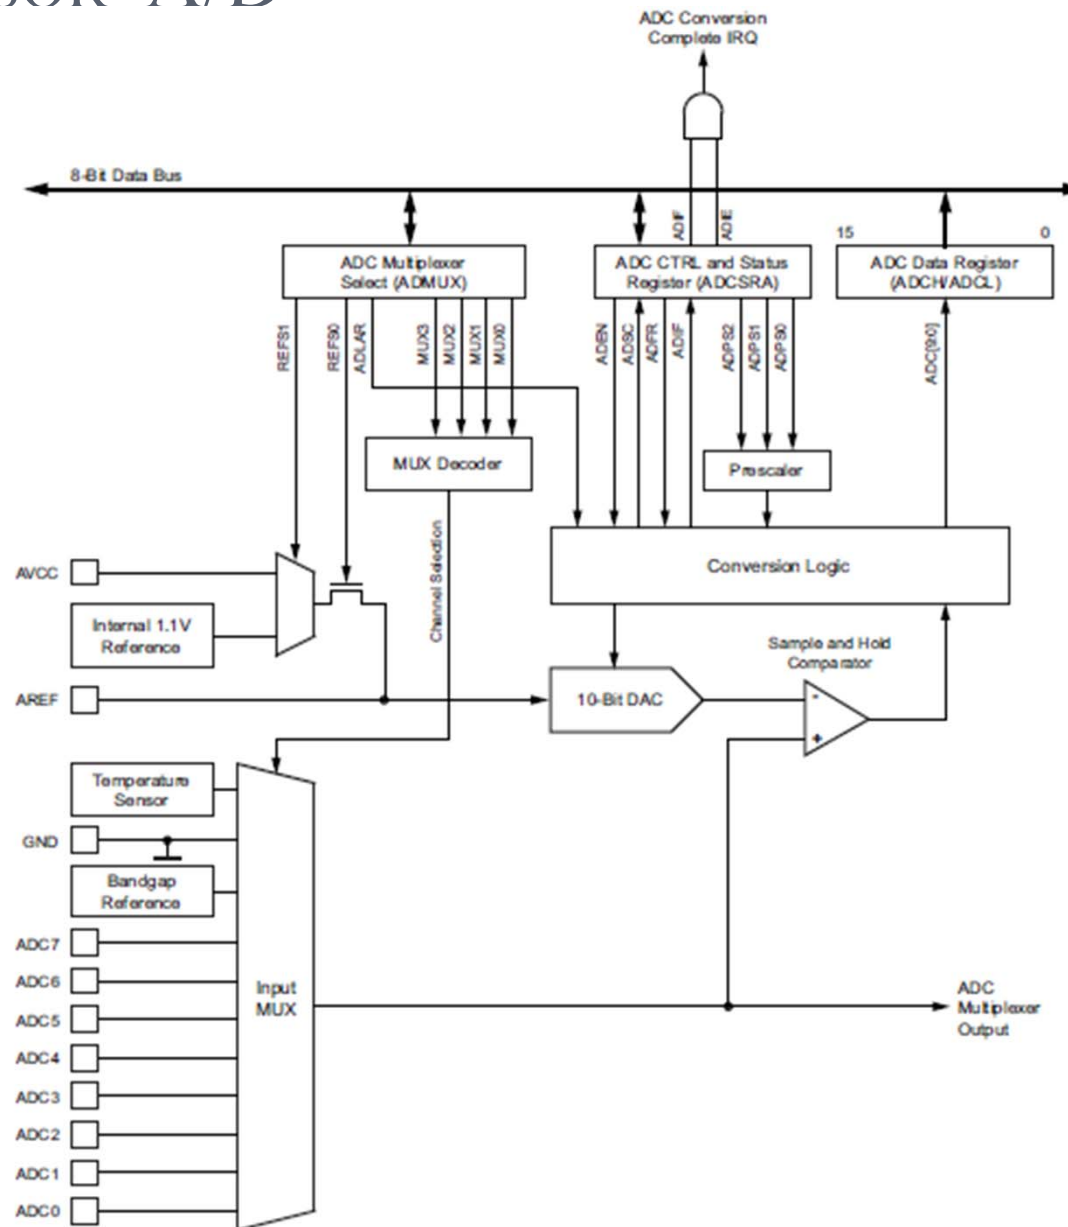 ADC Conversion
Complete IRQ
8-Bit Data Bus
ADIF
ADIE
15
0
ADC Multiplexer
Select (ADMUX)
ADC CTRL and Status
Register (ADCSRA)
ADC Data Register
(ADCH/ADCL)
REFS1
REFS0
ADLAR
MUX3
MUX2
MUX1
MUX0
ADEN
ADSC
ADFR
ADIF
ADPS2
ADPS1
ADPS0
ADC[9:0]
MUX Decoder
Prescaler
Channel Selection
Conversion Logic
AVCC
Internal 1.1V
Reference
AREF
Sample and Hold
Comparator
10-Bit DAC
-
+
Temperature
Sensor
GND
Bandgap
Reference
ADC7
ADC6
ADC5
ADC4
ADC3
ADC2
ADC1
ADC0
Input
MUX
ADC
Multiplexer
Output